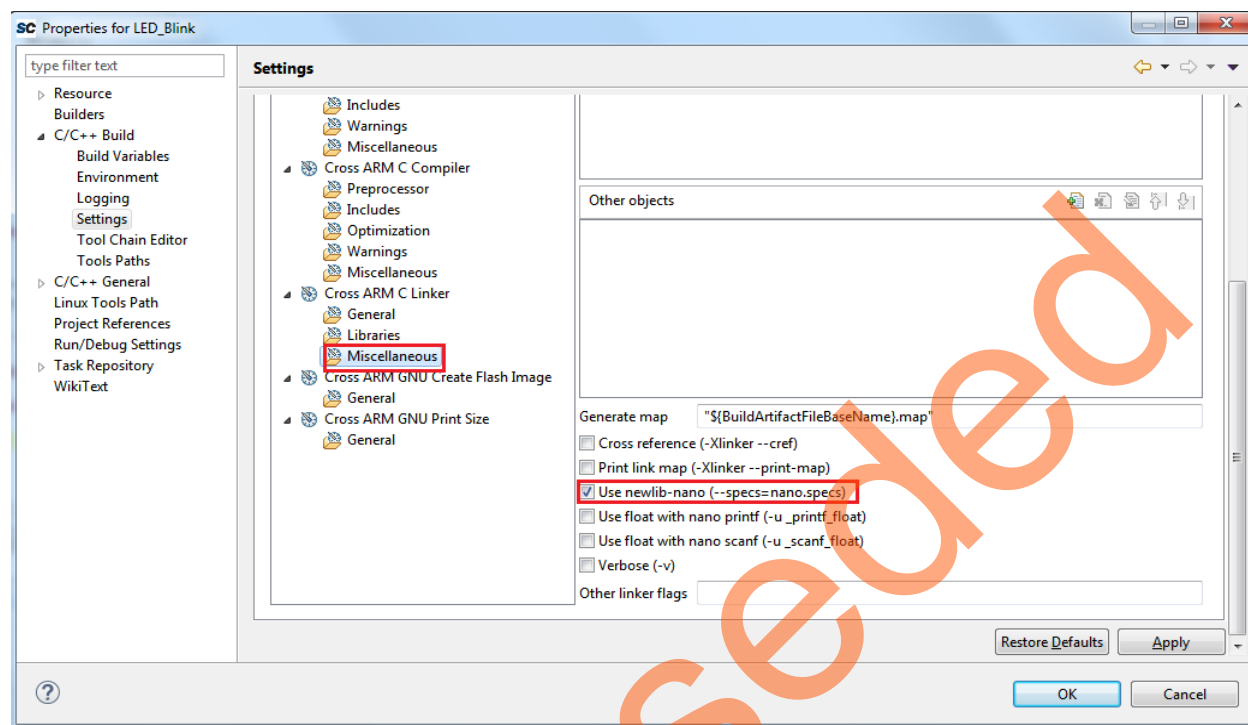 SC Properties for LED_Blink
type filter text
Resource
Builders
C/C++ Build
Build Variables
Environment
Logging
Settings
Tool Chain Editor
Tools Paths
C/C++ General
Linux Tools Path
Project References
Run/Debug Settings
Task Repository
WikiText
Settings
Includes
Warnings
Miscellaneous
Cross ARM C Compiler
Preprocessor
Includes
Optimization
Warnings
Miscellaneous
Cross ARM C Linker
General
Libraries
Miscellaneous
Cross ARM GNU Create Flash Image
General
Cross ARM GNU Print Size
General
Other objects
Generate map "${BuildArtifactFileBaseName}.map"
Cross reference (-Xlinker --cref)
Print link map (-Xlinker --print-map)
Use newlib-nano (--specs=nano.specs)
Use float with nano printf (-u _printf_float)
Use float with nano scanf (-u _scanf_float)
Verbose (-v)
Other linker flags
Restore Defaults Apply
OK Cancel
seded